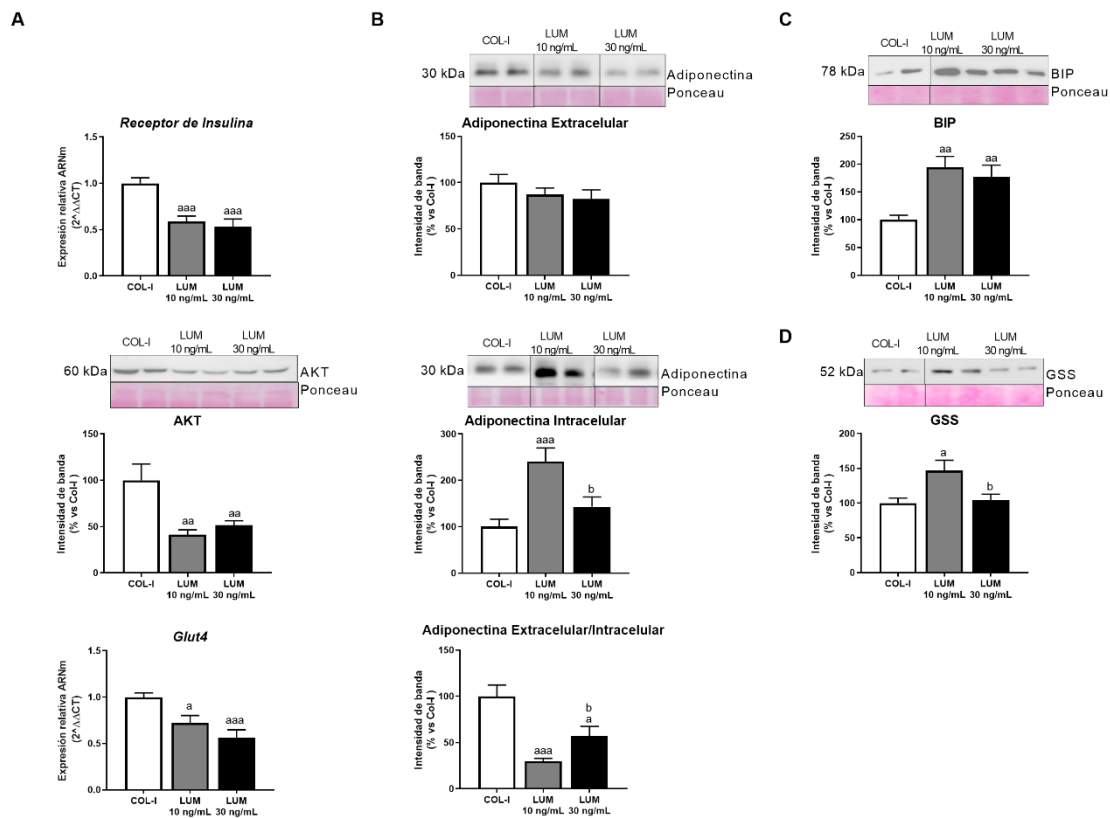 A
Receptor de Insulina
Expresión relativa ARNm
(2^ΔΔCT)
1.5
1.0
0.5
0.0
aaa
aaa
COL-I
LUM
10 ng/mL
LUM
30 ng/mL
COL-I
LUM
10 ng/mL
LUM
30 ng/mL
60 kDa
AKT
Ponceau
AKT
Intensidad de banda
(% vs Col-I )
150
100
50
0
aa
aa
COL-I
LUM
10 ng/mL
LUM
30 ng/mL
Glut4
Expresión relativa ARNm
(2^ΔΔCT)
1.5
1.0
0.5
0.0
a
aaa
COL-I
LUM
10 ng/mL
LUM
30 ng/mL
B
COL-I
LUM
10 ng/mL
LUM
30 ng/mL
30 kDa
Adiponectina
Ponceau
Adiponectina Extracelular
Intensidad de banda
(% vs Col-I )
150
100
50
0
COL-I
LUM
10 ng/mL
LUM
30 ng/mL
COL-I
LUM
10 ng/mL
LUM
30 ng/mL
30 kDa
Adiponectina
Ponceau
Adiponectina Intracelular
Intensidad de banda
(% vs Col-I )
300
200
100
0
aaa
b
COL-I
LUM
10 ng/mL
LUM
30 ng/mL
Adiponectina Extracelular/Intracelular
Intensidad de banda
(% vs Col-I )
150
100
50
0
aaa
b
a
COL-I
LUM
10 ng/mL
LUM
30 ng/mL
C
COL-I
LUM
10 ng/mL
LUM
30 ng/mL
78 kDa
BIP
Ponceau
BIP
Intensidad de banda
(% vs Col-I )
250
200
150
100
50
0
aa
aa
COL-I
LUM
10 ng/mL
LUM
30 ng/mL
D
COL-I
LUM
10 ng/mL
LUM
30 ng/mL
52 kDa
GSS
Ponceau
GSS
Intensidad de banda
(% vs Col-I )
200
150
100
50
0
a
b
COL-I
LUM
10 ng/mL
LUM
30 ng/mL